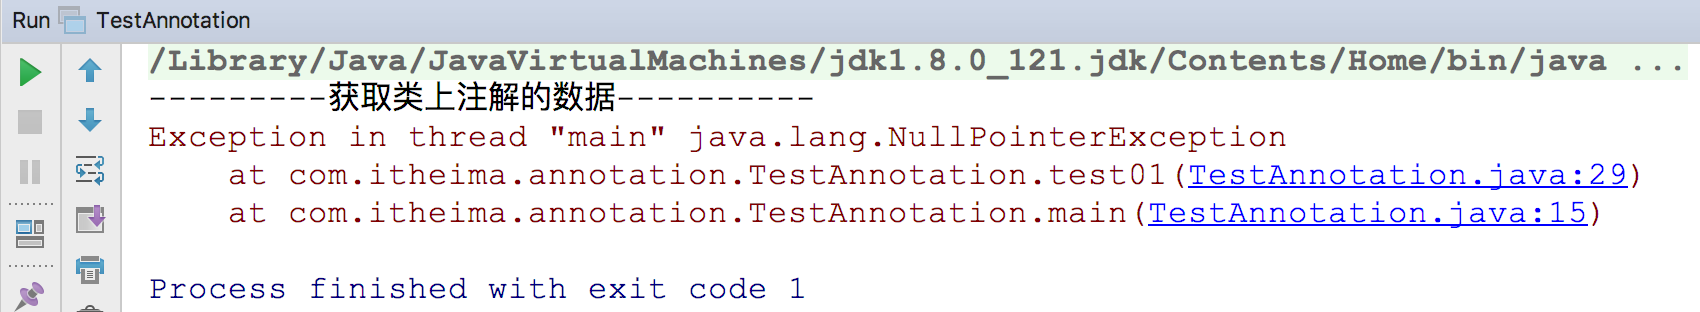 Run TestAnnotation
/Library/Java/JavaVirtualMachines/jdk1.8.0_121.jdk/Contents/Home/bin/java ...
---------获取类上注解的数据----------
Exception in thread "main" java.lang.NullPointerException
    at com.itheima.annotation.TestAnnotation.test01(TestAnnotation.java:29)
    at com.itheima.annotation.TestAnnotation.main(TestAnnotation.java:15)
Process finished with exit code 1